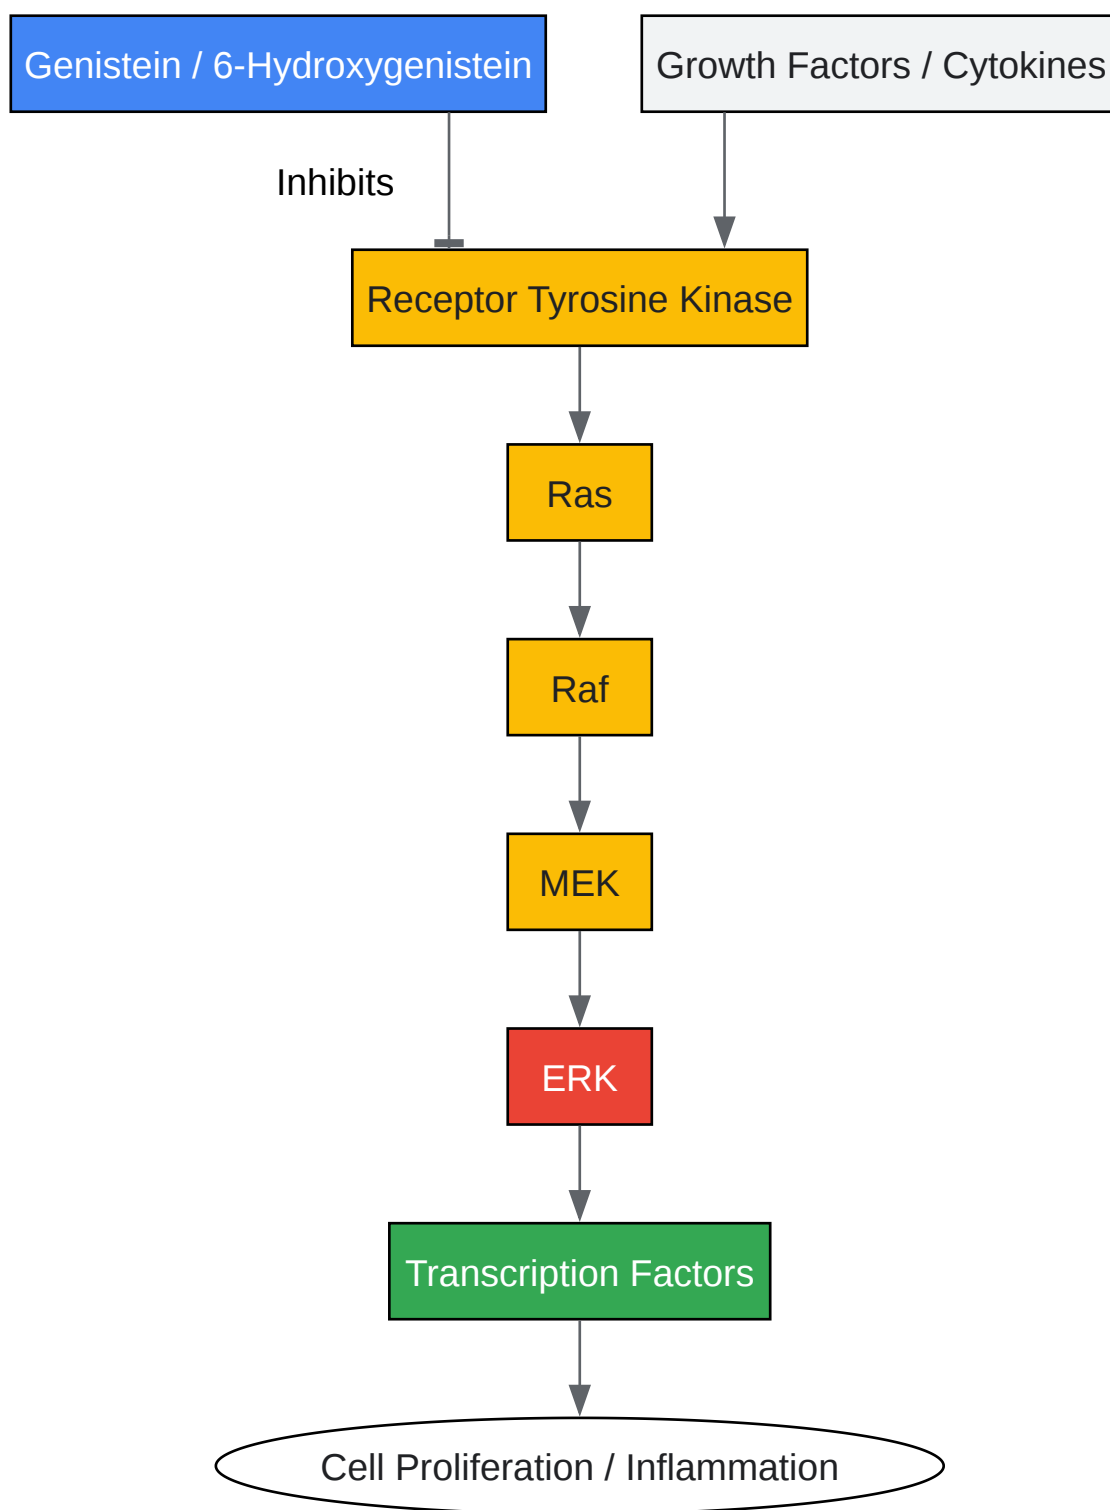 Genistein / 6-Hydroxygenistein
Growth Factors / Cytokines
Inhibits
Receptor Tyrosine Kinase
Ras
Raf
MEK
ERK
Transcription Factors
Cell Proliferation / Inflammation